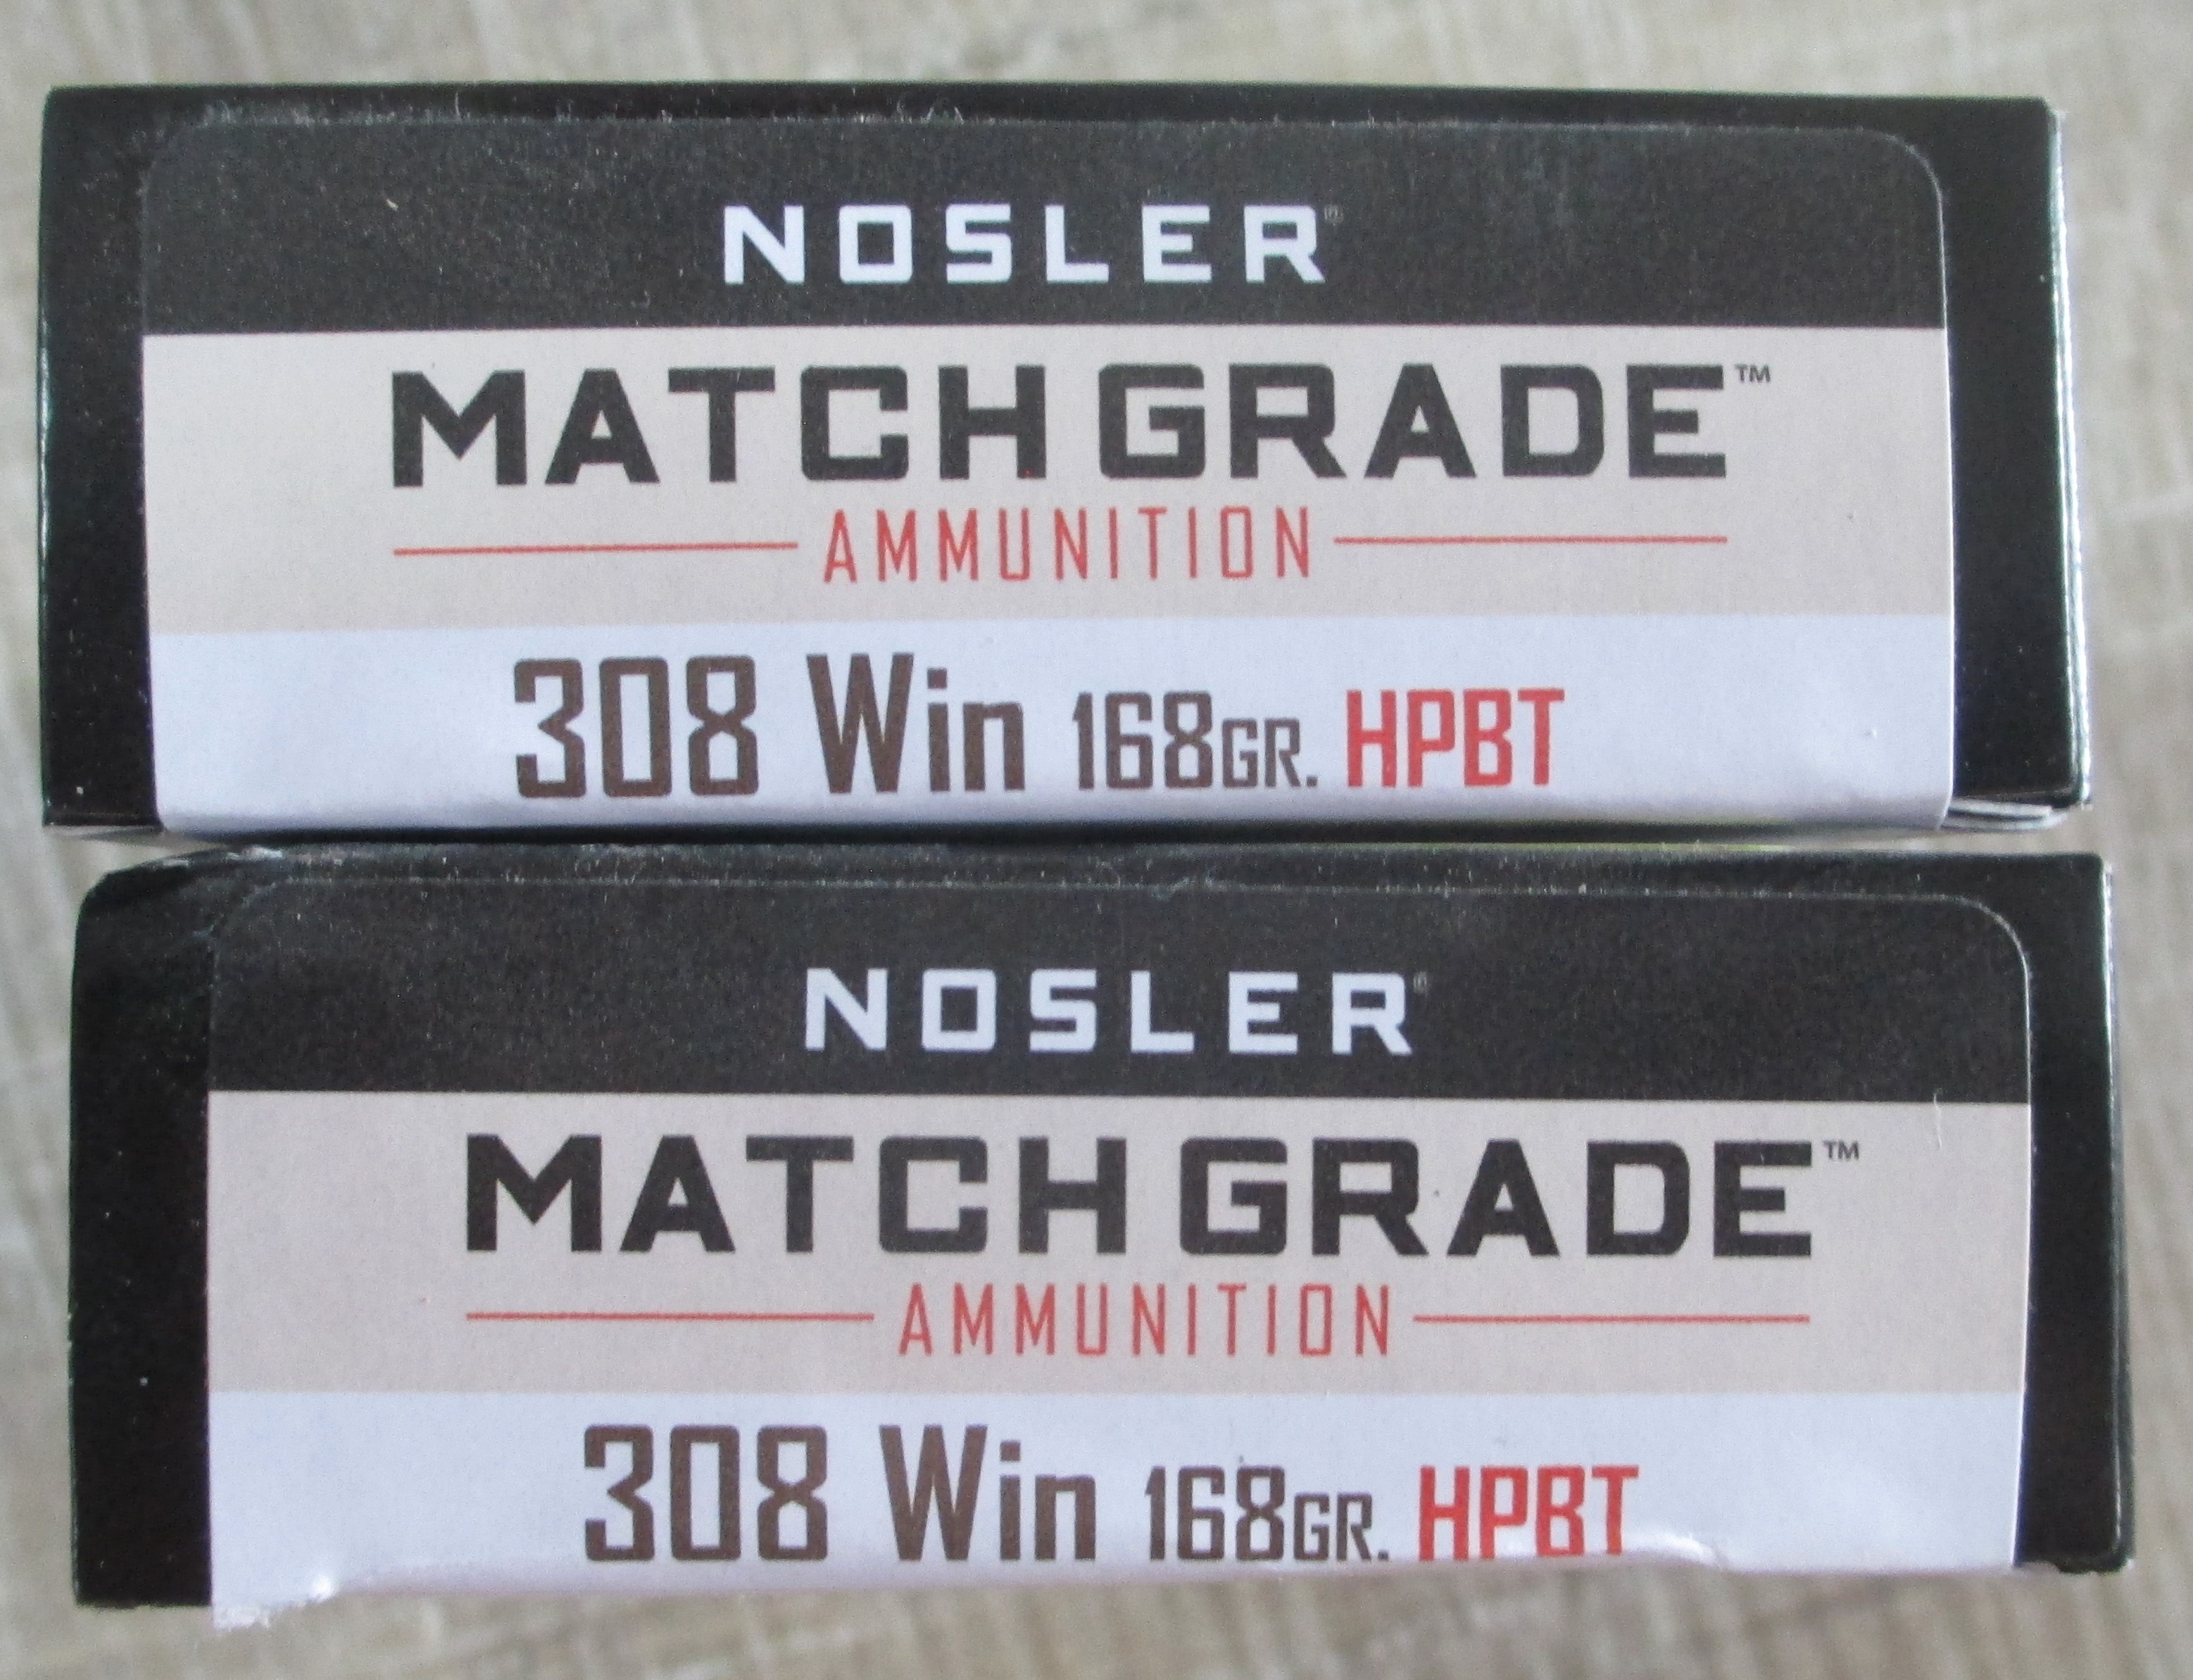 NOSLER®
MATCH GRADE™
AMMUNITION
308 Win 168GR. HPBT
NOSLER®
MATCH GRADE™
AMMUNITION
308 Win 168GR. HPBT